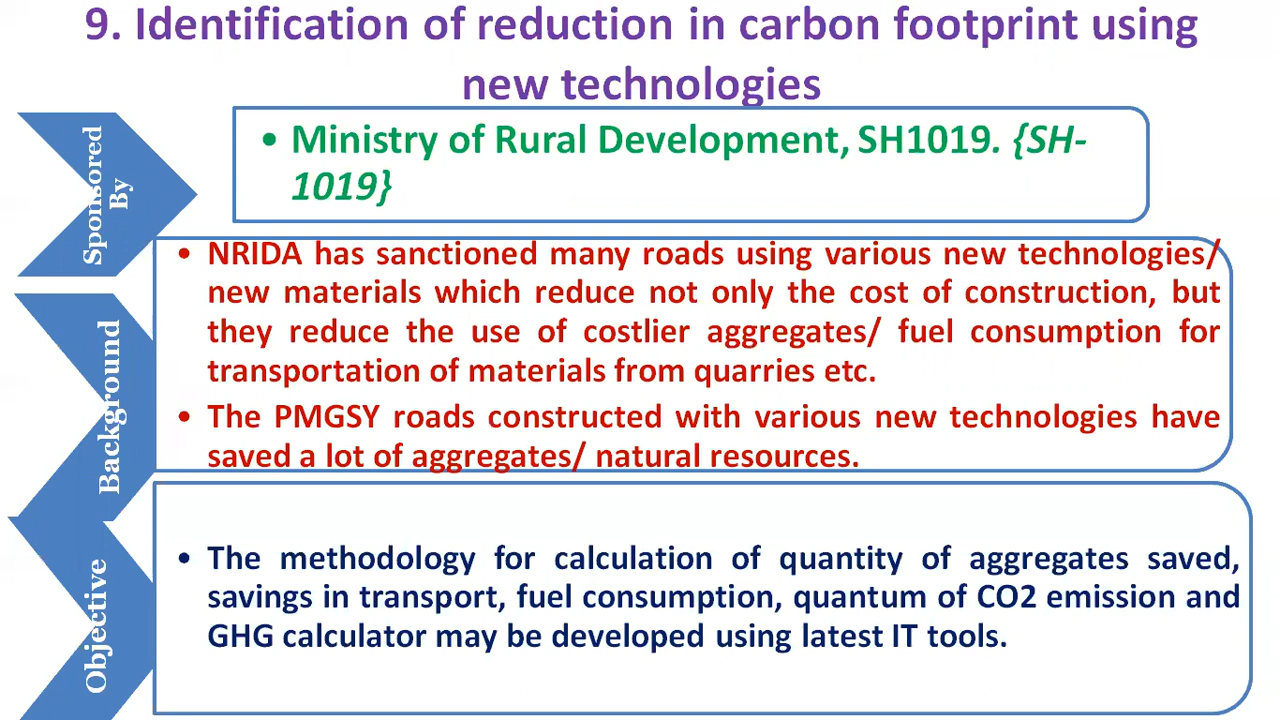 9. Identification of reduction in carbon footprint using
new technologies
Sponsored
By
• Ministry of Rural Development, SH1019. {SH-
1019}
Background
• NRIDA has sanctioned many roads using various new technologies/
new materials which reduce not only the cost of construction, but
they reduce the use of costlier aggregates/ fuel consumption for
transportation of materials from quarries etc.
• The PMGSY roads constructed with various new technologies have
saved a lot of aggregates/ natural resources.
Objective
• The methodology for calculation of quantity of aggregates saved,
savings in transport, fuel consumption, quantum of CO2 emission and
GHG calculator may be developed using latest IT tools.